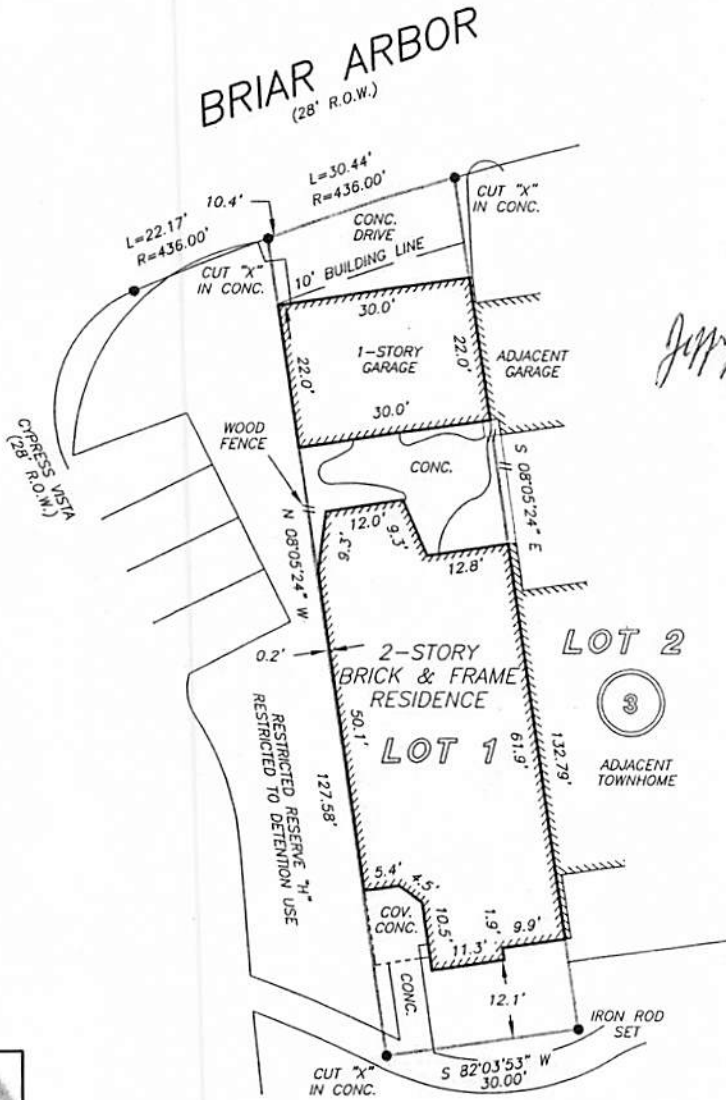 BRIAR ARBOR
(28' R.O.W.)
L=30.44'
R=436.00'
10.4'
L=22.17'
R=436.00'
CUT "X"
IN CONC.
CONC.
DRIVE
CUT "X"
IN CONC.
10' BUILDING LINE
30.0'
22.0'
1-STORY
GARAGE
22.0'
ADJACENT
GARAGE
30.0'
CYPRESS VISTA
(28' R.O.W.)
WOOD
FENCE
CONC.
S 08°05'24" E
N 08°05'24" W
12.0'
9.3'
9.3'
12.8'
0.2'
2-STORY
BRICK & FRAME
RESIDENCE
LOT 1
LOT 2
3
ADJACENT
TOWNHOME
50.1'
61.9'
132.79'
127.58'
RESTRICTED RESERVE "H"
RESTRICTED TO DETENTION USE
5.4'
4.5'
COV.
CONC.
10.5'
11.3'
1.9'
9.9'
CONC.
12.1'
IRON ROD
SET
S 82°03'53" W
30.00'
CUT "X"
IN CONC.